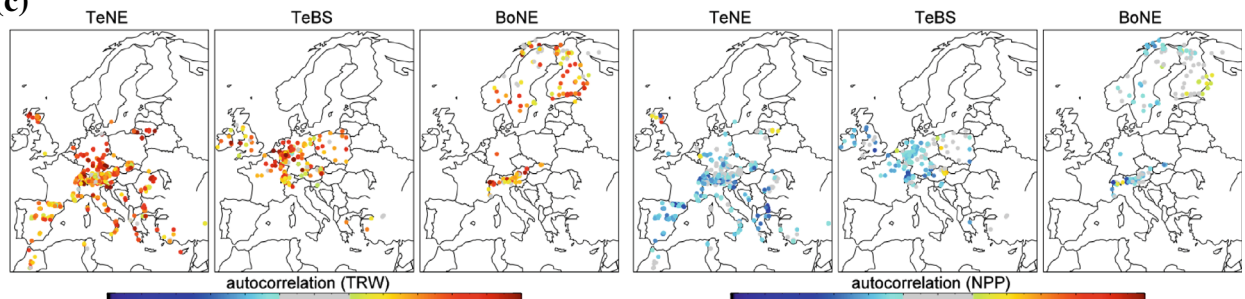 (c)
TeNE TeBS BoNE TeNE TeBS BoNE
autocorrelation (TRW) autocorrelation (NPP)